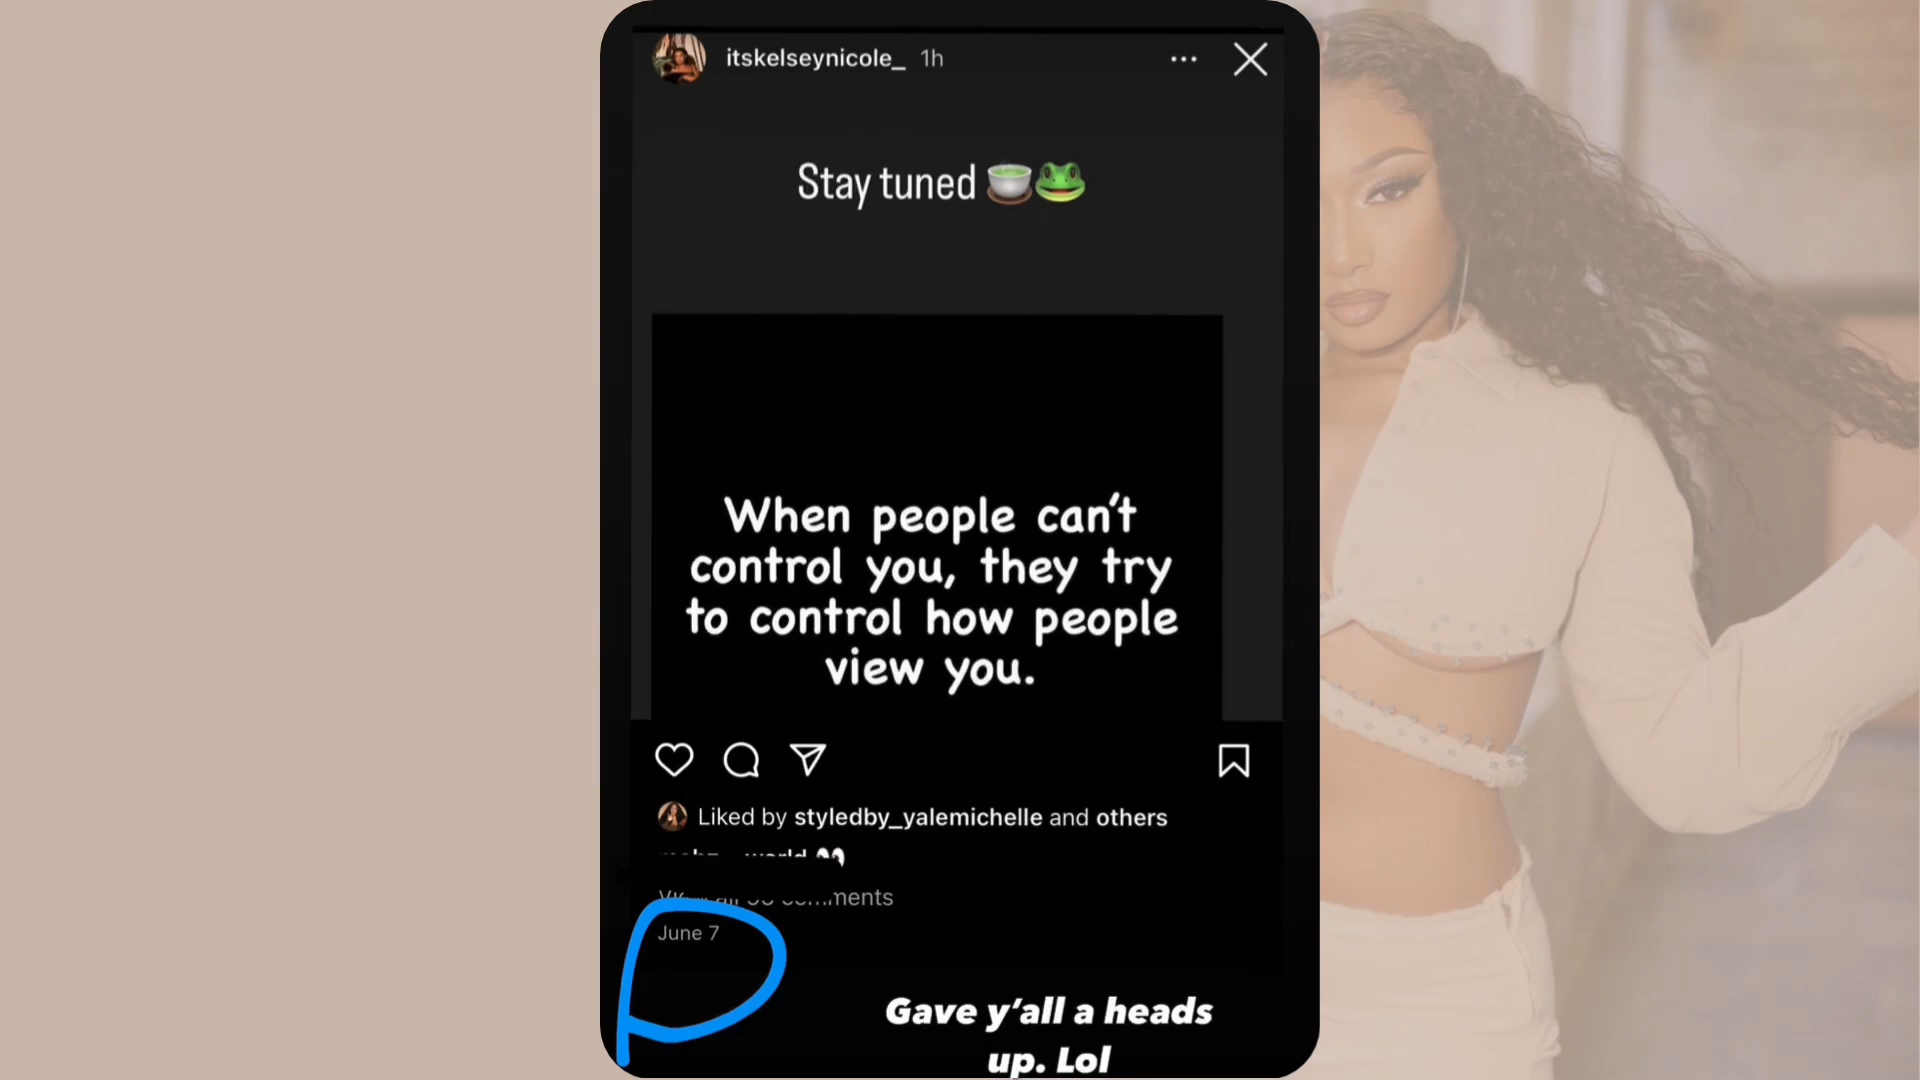 itskelseynicole_ 1h
Stay tuned 🍵🐸
When people can't
control you, they try
to control how people
view you.
Liked by styledby_yalemichelle and others
👀
June 7
Gave y'all a heads
up. Lol